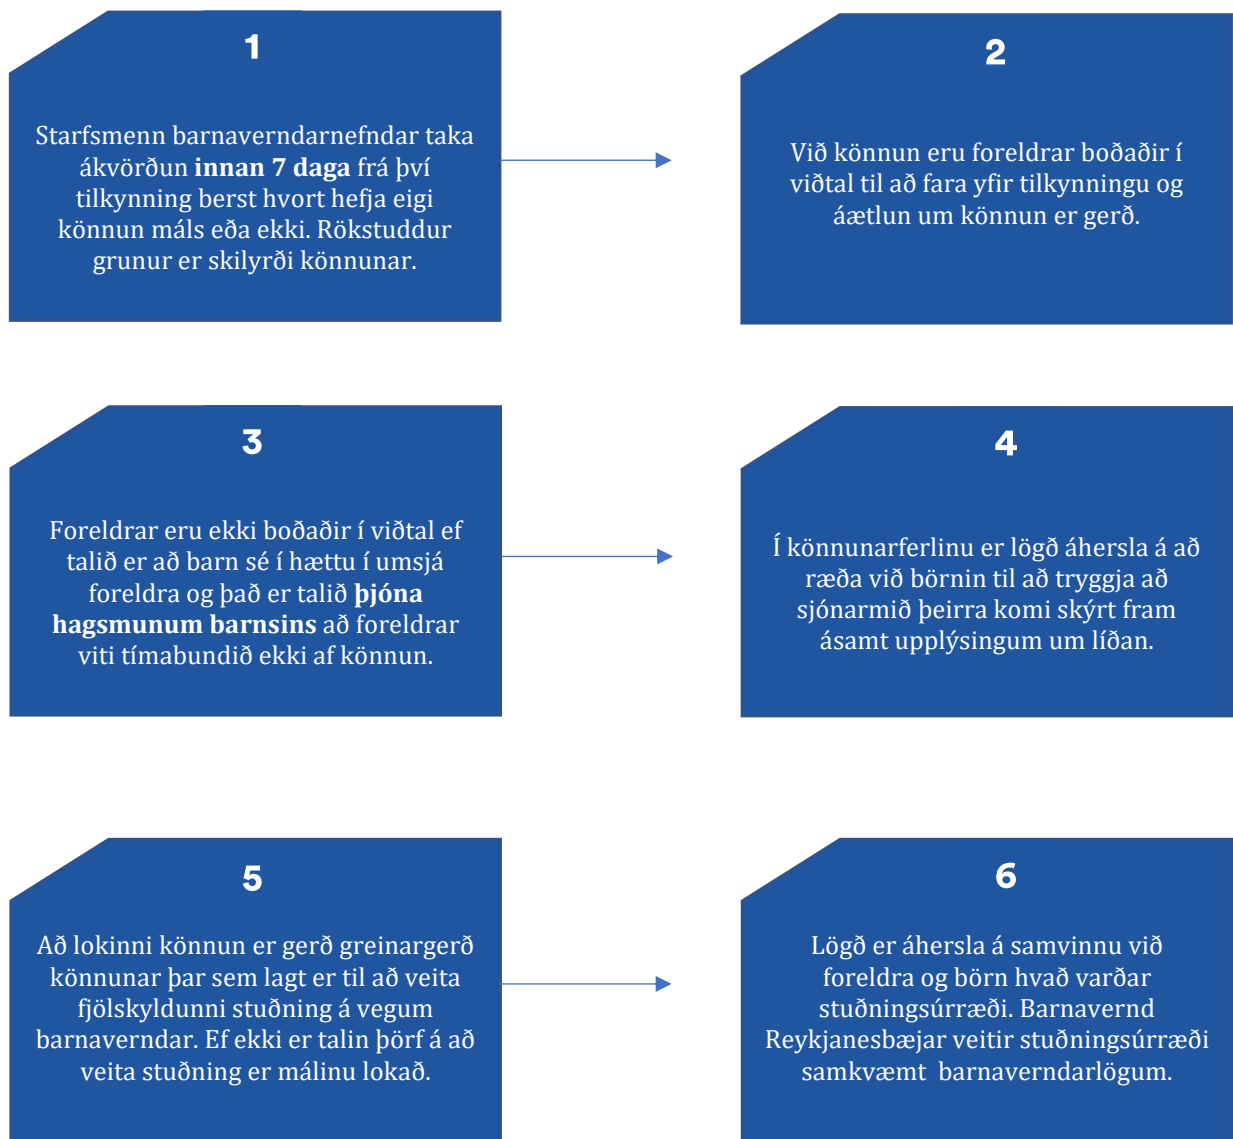 1
Starfsmenn barnaverndarnefndar taka
ákvörðun innan 7 daga frá því
tilkynning berst hvort hefja eigi
könnun máls eða ekki. Rökstuddur
grunur er skilyrði könnunar.
2
Við könnun eru foreldrar boðaðir í
viðtal til að fara yfir tilkynningu og
áætlun um könnun er gerð.
3
Foreldrar eru ekki boðaðir í viðtal ef
talið er að barn sé í hættu í umsjá
foreldra og það er talið þjóna
hagsmunum barnsins að foreldrar
viti tímabundið ekki af könnun.
4
Í könnunarferlinu er lögð áhersla á að
ræða við börnin til að tryggja að
sjónarmið þeirra komi skýrt fram
ásamt upplýsingum um líðan.
5
Að lokinni könnun er gerð greinargerð
könnunar þar sem lagt er til að veita
fjölskyldunni stuðning á vegum
barnaverndar. Ef ekki er talin þörf á að
veita stuðning er málinu lokað.
6
Lögð er áhersla á samvinnu við
foreldra og börn hvað varðar
stuðningsúrræði. Barnavernd
Reykjanesbæjar veitir stuðningsúrræði
samkvæmt  barnaverndarlögum.